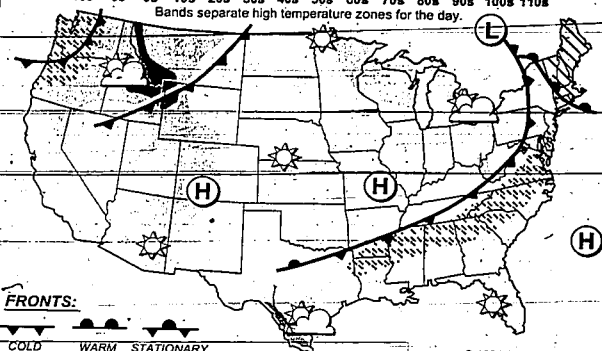 70s 80s 90s 100s 110s
Bands separate high temperature zones for the day.
L
H
H
H
FRONTS:
COLD WARM STATIONARY